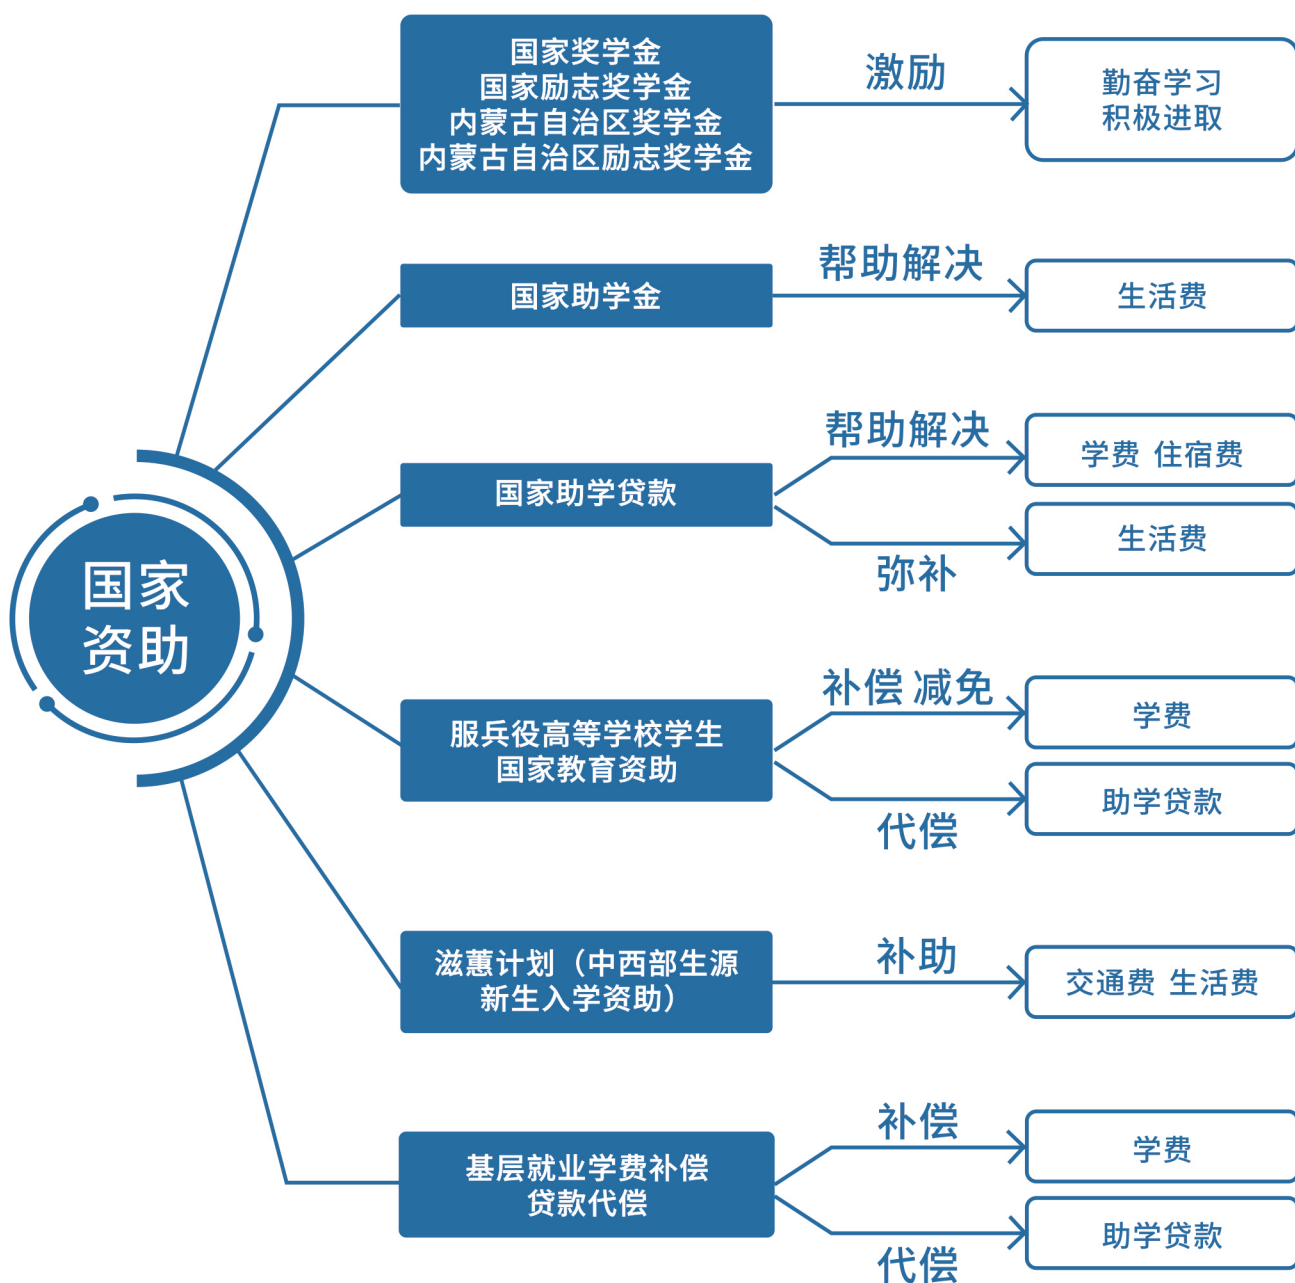 国家
资助
国家奖学金
国家励志奖学金
内蒙古自治区奖学金
内蒙古自治区励志奖学金
激励
勤奋学习
积极进取
国家助学金
帮助解决
生活费
国家助学贷款
帮助解决
学费 住宿费
弥补
生活费
服兵役高等学校学生
国家教育资助
补偿 减免
学费
代偿
助学贷款
滋蕙计划（中西部生源
新生入学资助）
补助
交通费 生活费
基层就业学费补偿
贷款代偿
补偿
学费
代偿
助学贷款